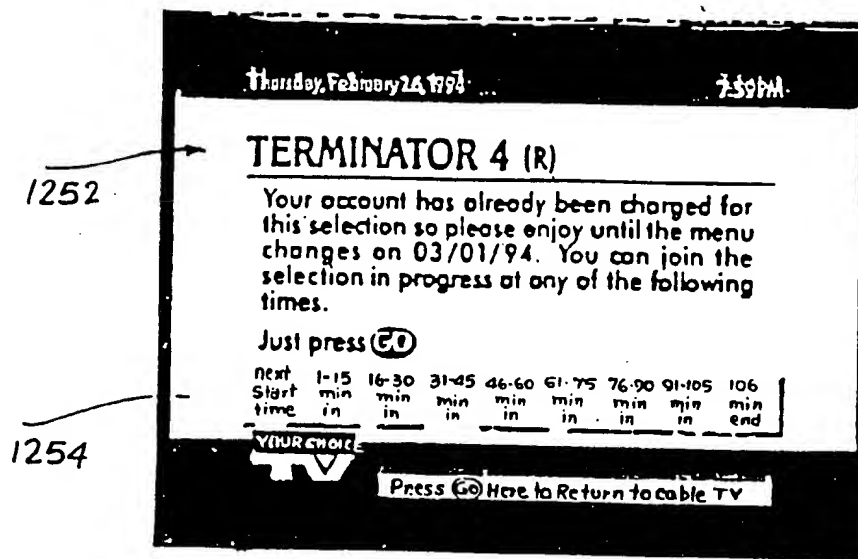 Thursday, February 24, 1994 7:59PM
1252
TERMINATOR 4 (R)
Your account has already been charged for
this selection so please enjoy until the menu
changes on 03/01/94. You can join the
selection in progress at any of the following
times.
Just press GO
next 1-15 16-30 31-45 46-60 61-75 76-90 91-105 106
Start min min min min min min min min
time in in in in in in in end
1254
YOUR CHOICE
TV
Press GO Here to Return to cable TV